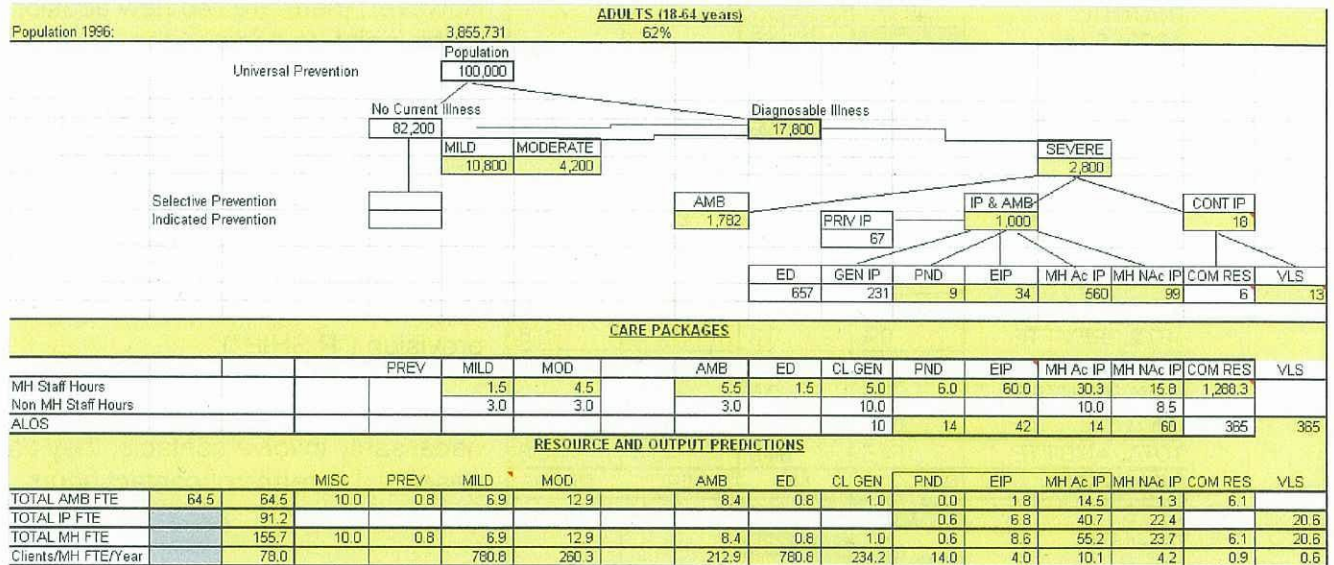 ADULTS (18-64 years)
Population 1996: 3,855,731 62%
Population
Universal Prevention 100,000
No Current Illness Diagnosable Illness
82,200 17,800
MILD MODERATE SEVERE
10,800 4,200 2,800
Selective Prevention AMB IP & AMB CONT IP
Indicated Prevention 1,782 PRIV IP 1,000 18
67
ED GEN IP PND EIP MH Ac IP MH NAc IP COM RES VLS
657 231 9 34 560 99 6 13
CARE PACKAGES
PREV MILD MOD AMB ED CL GEN PND EIP MH Ac IP MH NAc IP COM RES VLS
MH Staff Hours 1.5 4.5 5.5 1.5 5.0 6.0 60.0 30.3 15.8 1,288.3
Non MH Staff Hours 3.0 3.0 3.0 10.0 10.0 8.5
ALOS 10 14 42 14 60 365 365
RESOURCE AND OUTPUT PREDICTIONS
MISC PREV MILD MOD AMB ED CL GEN PND EIP MH Ac IP MH NAc IP COM RES VLS
TOTAL AMB FTE 64.5 64.5 10.0 0.8 6.9 12.9 8.4 0.8 1.0 0.0 1.8 14.5 1.3 6.1
TOTAL IP FTE 91.2 0.6 6.8 40.7 22.4 20.6
TOTAL MH FTE 155.7 10.0 0.8 6.9 12.9 8.4 0.8 1.0 0.6 8.6 55.2 23.7 6.1 20.6
Clients/MH FTE/Year 78.0 780.8 260.3 212.9 780.8 234.2 14.0 4.0 10.1 4.2 0.9 0.6